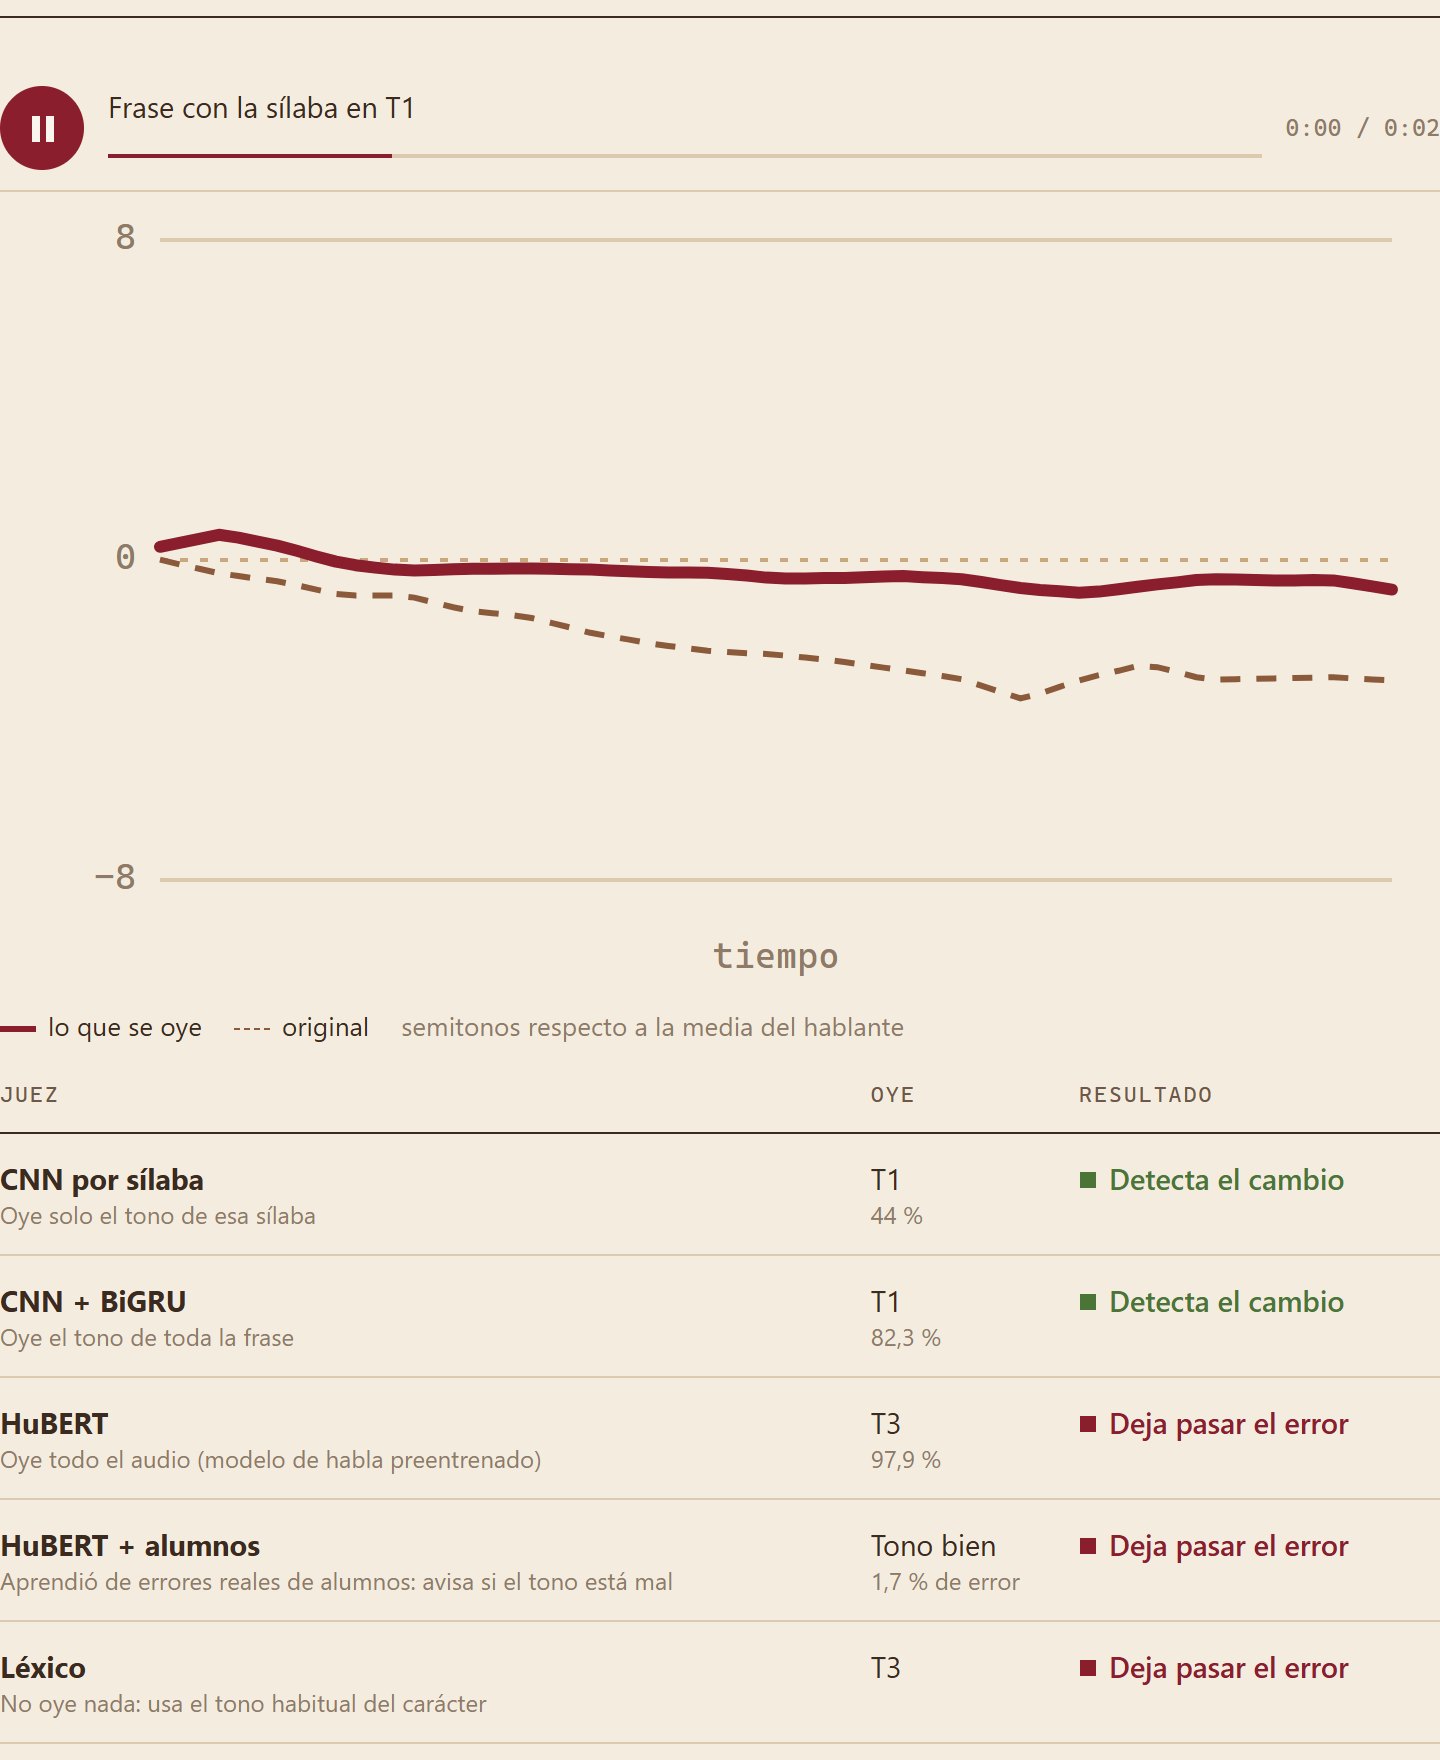 Frase con la sílaba en T1
0:00 / 0:02
8
0
−8
tiempo
lo que se oye original semitonos respecto a la media del hablante
JUEZ OYE RESULTADO
CNN por sílaba T1 Detecta el cambio
Oye solo el tono de esa sílaba 44 %
CNN + BiGRU T1 Detecta el cambio
Oye el tono de toda la frase 82,3 %
HuBERT T3 Deja pasar el error
Oye todo el audio (modelo de habla preentrenado) 97,9 %
HuBERT + alumnos Tono bien Deja pasar el error
Aprendió de errores reales de alumnos: avisa si el tono está mal 1,7 % de error
Léxico T3 Deja pasar el error
No oye nada: usa el tono habitual del carácter